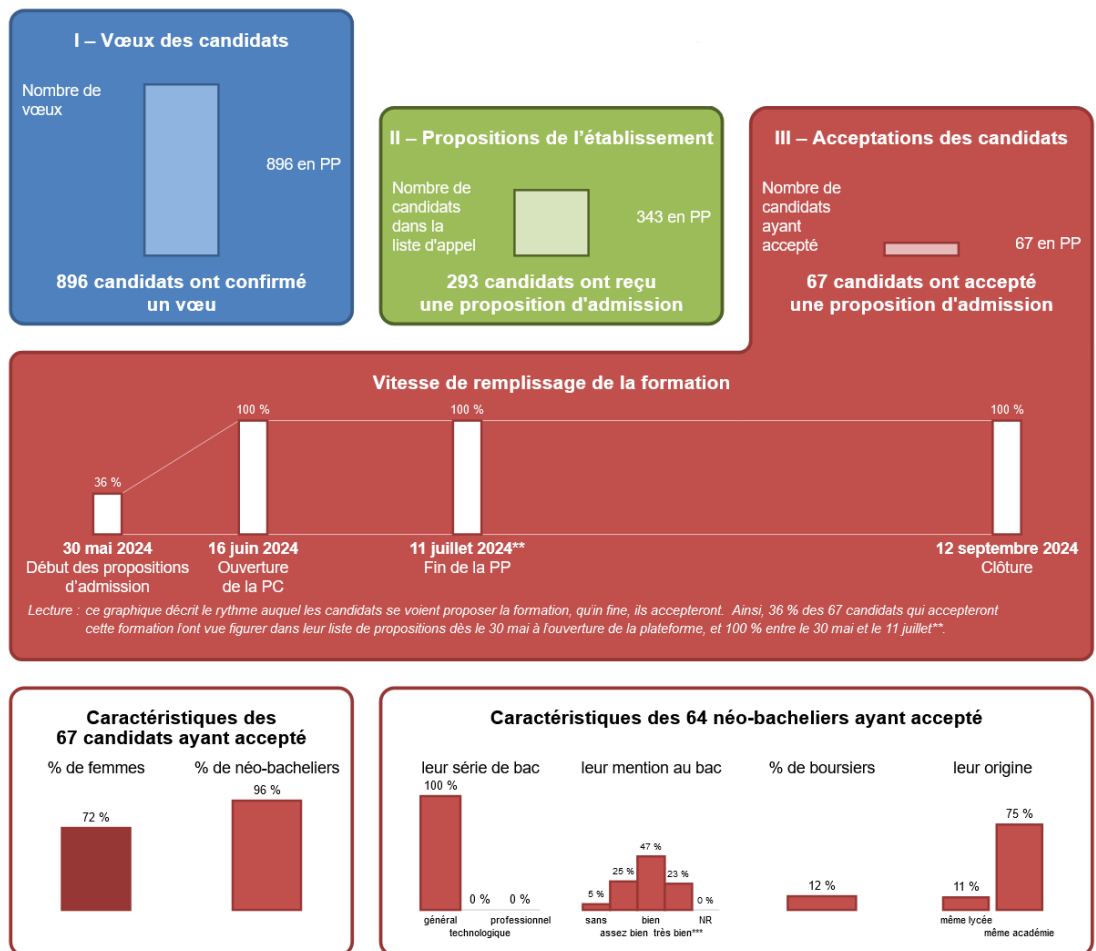 I – Vœux des candidats
Nombre de
vœux
896 en PP
896 candidats ont confirmé
un vœu
II – Propositions de l'établissement
Nombre de
candidats
dans la
liste d'appel
343 en PP
293 candidats ont reçu
une proposition d'admission
III – Acceptations des candidats
Nombre de
candidats
ayant
accepté
67 en PP
67 candidats ont accepté
une proposition d'admission
Vitesse de remplissage de la formation
36 %
100 %
100 %
100 %
30 mai 2024
Début des propositions
d'admission
16 juin 2024
Ouverture
de la PC
11 juillet 2024**
Fin de la PP
12 septembre 2024
Clôture
Lecture : ce graphique décrit le rythme auquel les candidats se voient proposer la formation, qu'in fine, ils accepteront. Ainsi, 36 % des 67 candidats qui accepteront
cette formation l'ont vue figurer dans leur liste de propositions dès le 30 mai à l'ouverture de la plateforme, et 100 % entre le 30 mai et le 11 juillet**.
Caractéristiques des
67 candidats ayant accepté
% de femmes
72 %
% de néo-bacheliers
96 %
Caractéristiques des 64 néo-bacheliers ayant accepté
leur série de bac
100 %
0 %
0 %
général
professionnel
technologique
leur mention au bac
5 %
25 %
47 %
23 %
0 %
sans
bien
NR
assez bien
très bien***
% de boursiers
12 %
leur origine
11 %
75 %
même lycée
même académie